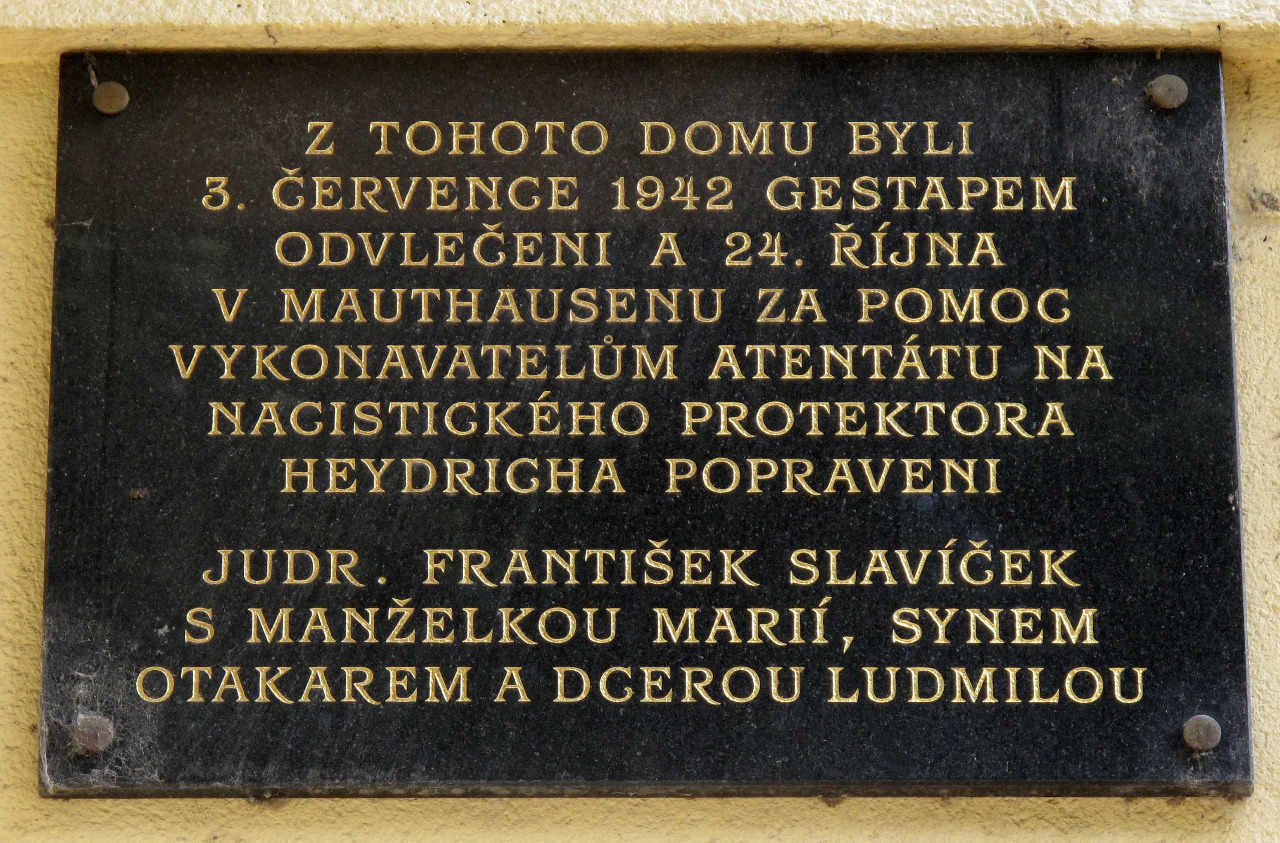 Z TOHOTO DOMU BYLI
3. ČERVENCE 1942 GESTAPEM
ODVLEČENI A 24. ŘÍJNA
V MAUTHAUSENU ZA POMOC
VYKONAVATELŮM ATENTÁTU NA
NACISTICKÉHO PROTEKTORA
HEYDRICHA POPRAVENI
JUDR. FRANTIŠEK SLAVÍČEK
S MANŽELKOU MARIÍ, SYNEM
OTAKAREM A DCEROU LUDMILOU